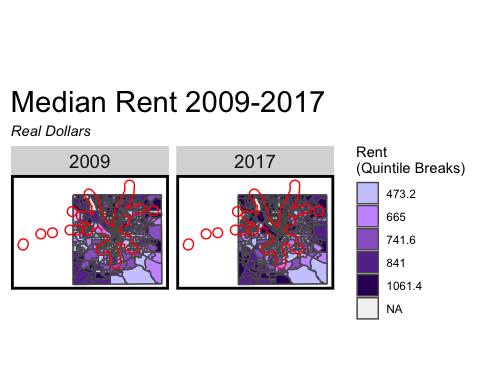 Median Rent 2009-2017
Real Dollars
2009
2017
Rent
(Quintile Breaks)
473.2
665
741.6
841
1061.4
NA